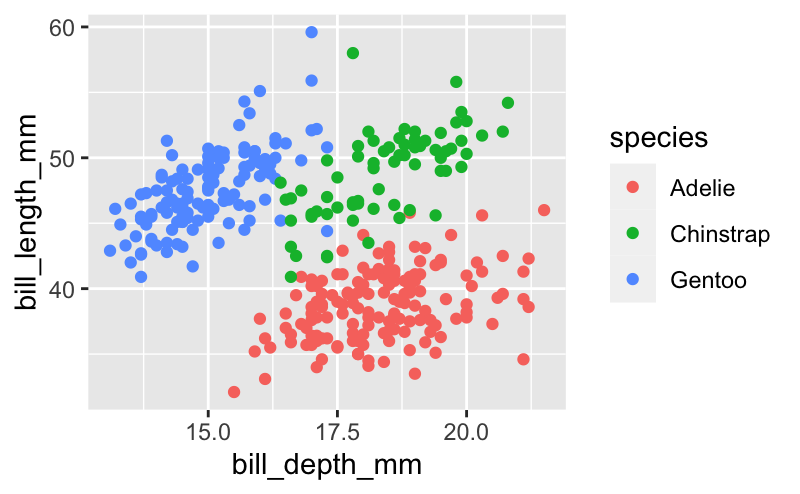 60
50
40
bill_length_mm
15.0 17.5 20.0
bill_depth_mm
species
Adelie
Chinstrap
Gentoo